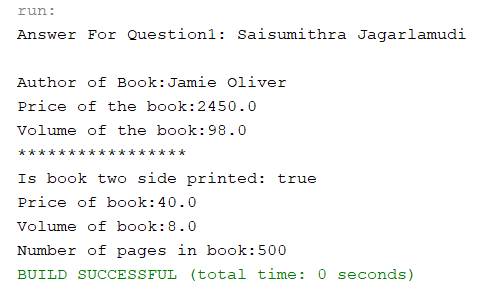 run:
Answer For Question1: Saisumithra Jagarlamudi
Author of Book:Jamie Oliver
Price of the book:2450.0
Volume of the book:98.0
*****************
Is book two side printed: true
Price of book:40.0
Volume of book:8.0
Number of pages in book:500
BUILD SUCCESSFUL (total time: 0 seconds)